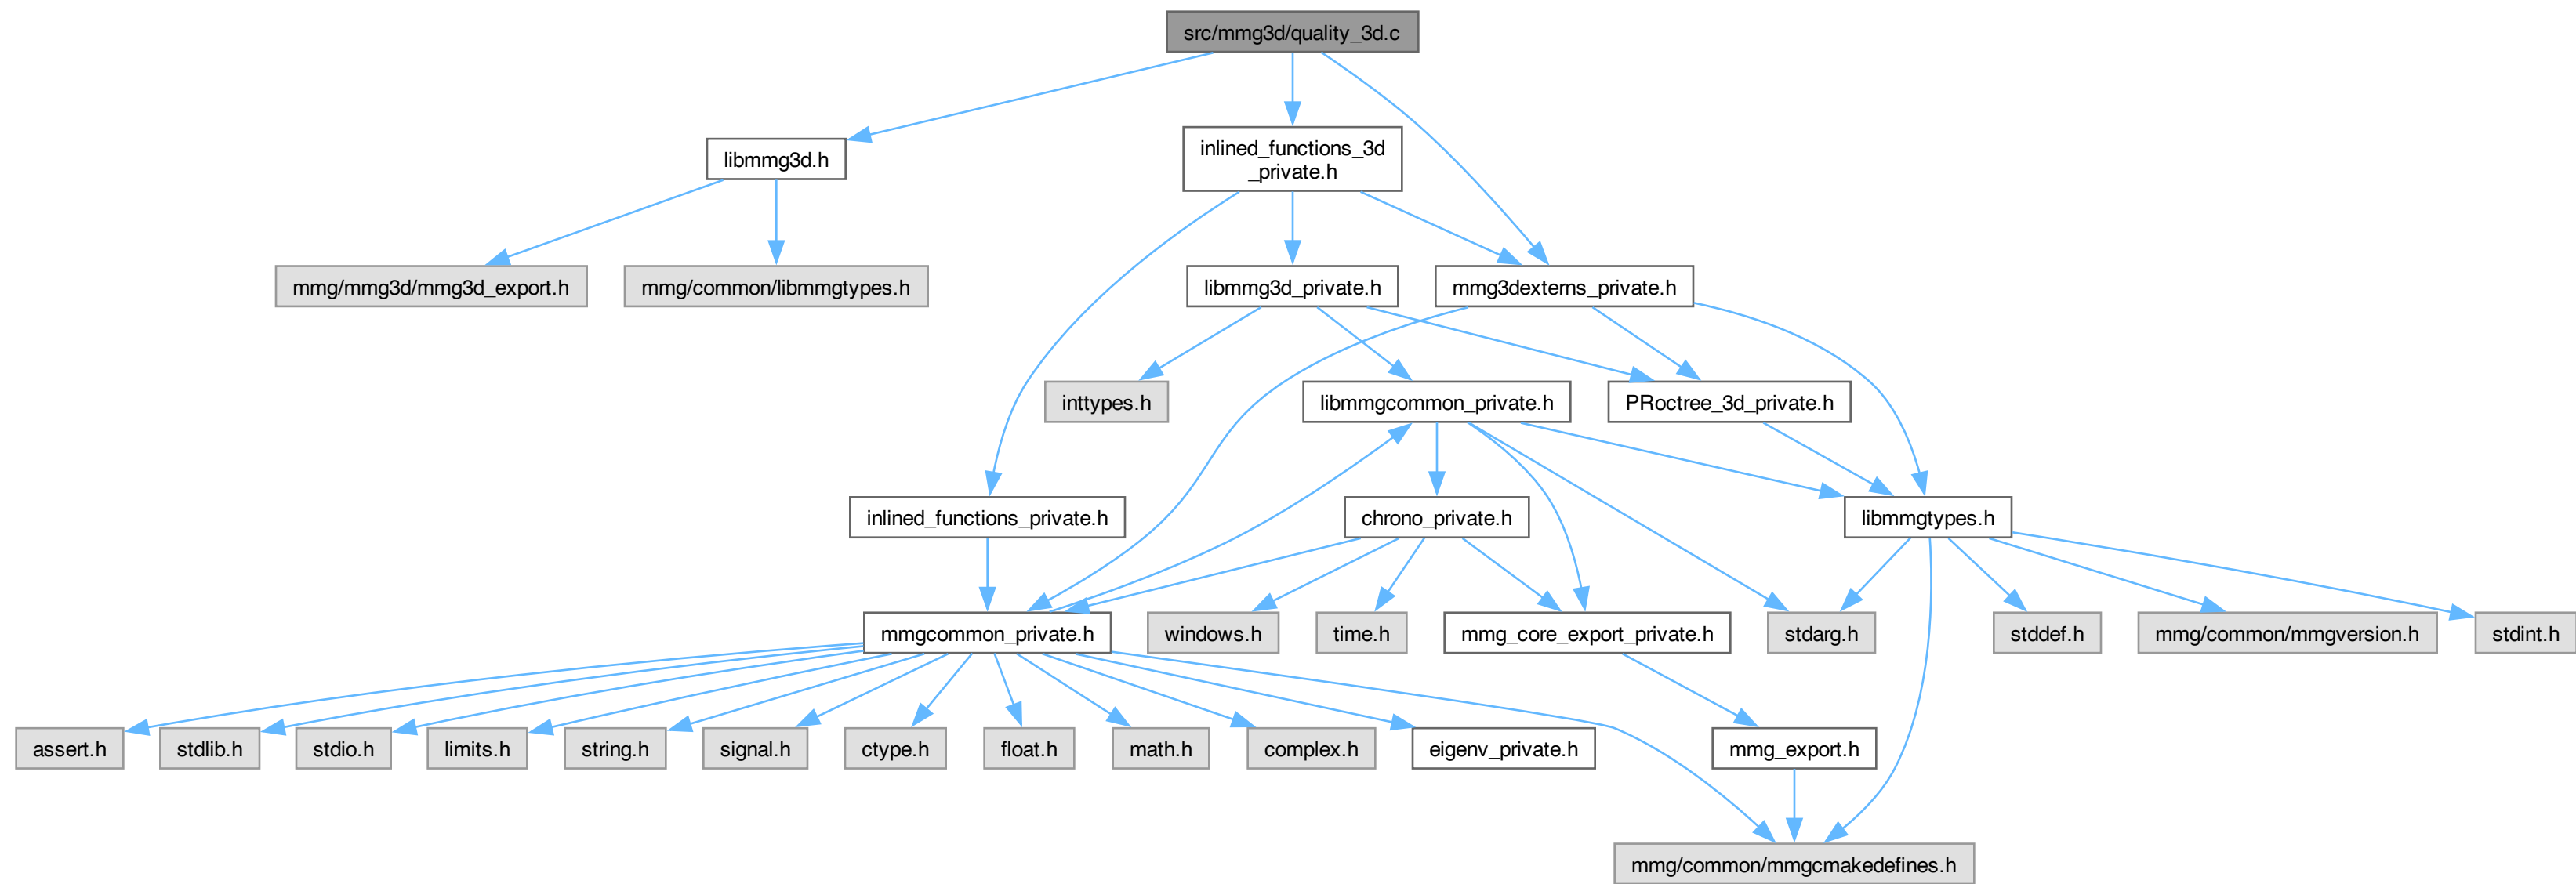 src/mmg3d/quality_3d.c
libmmg3d.h
inlined_functions_3d
_private.h
mmg/mmg3d/mmg3d_export.h
mmg/common/libmmgtypes.h
libmmg3d_private.h
mmg3dexterns_private.h
inttypes.h
libmmgcommon_private.h
PRoctree_3d_private.h
inlined_functions_private.h
chrono_private.h
libmmgtypes.h
mmgcommon_private.h
windows.h
time.h
mmg_core_export_private.h
stdarg.h
stddef.h
mmg/common/mmgversion.h
stdint.h
assert.h
stdlib.h
stdio.h
limits.h
string.h
signal.h
ctype.h
float.h
math.h
complex.h
eigenv_private.h
mmg_export.h
mmg/common/mmgcmakedefines.h